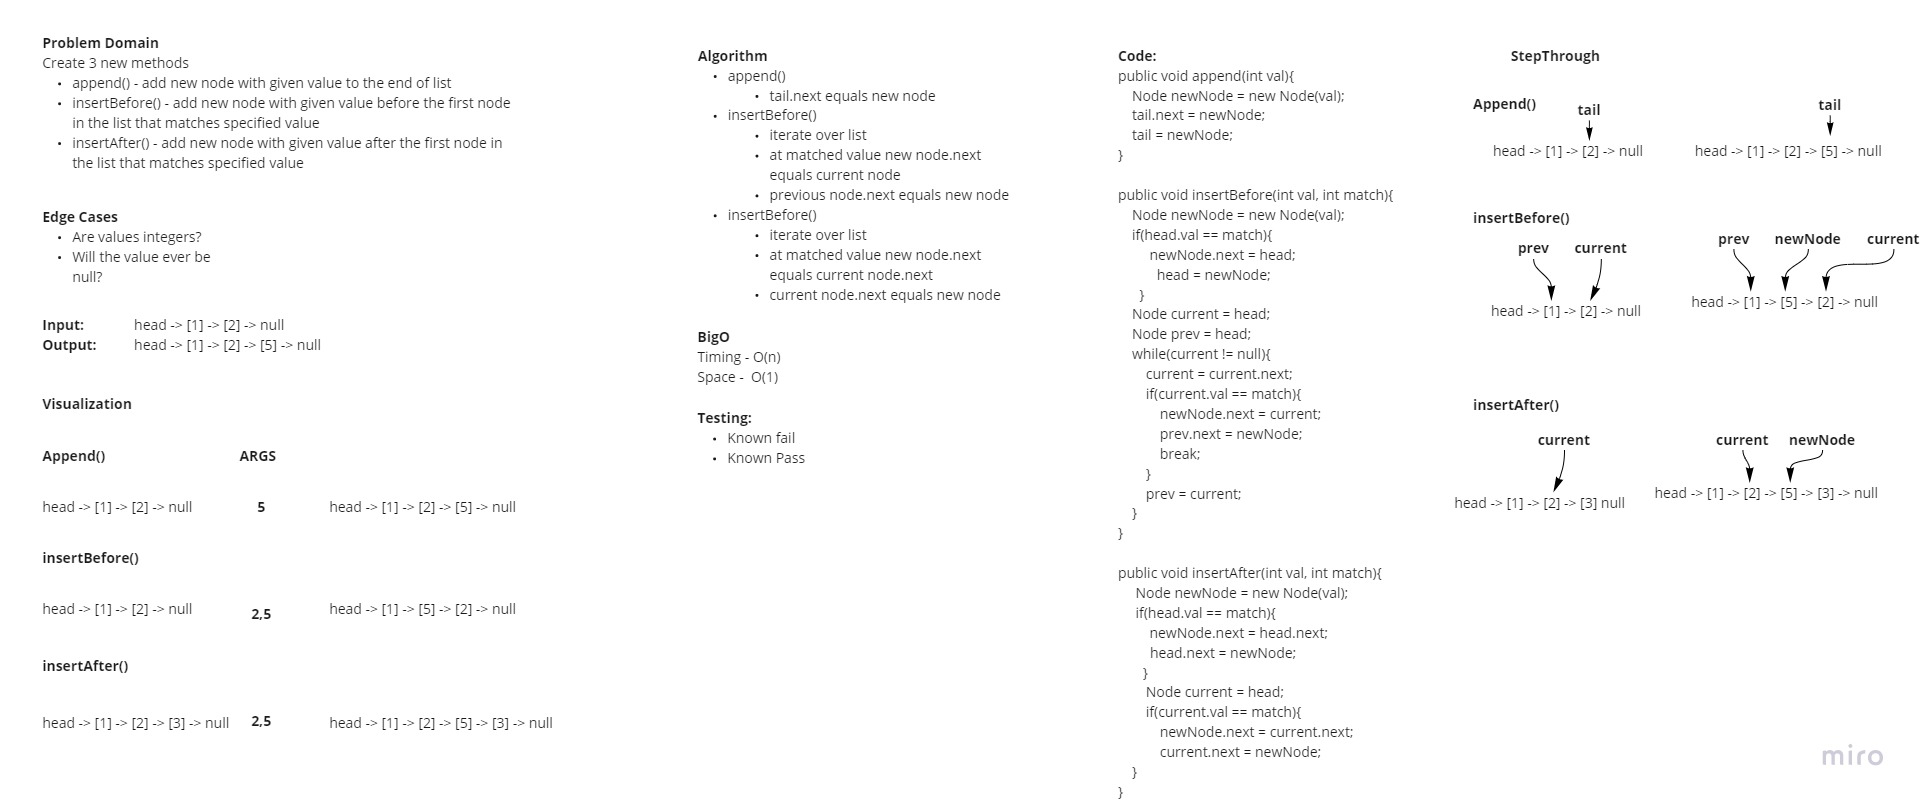 Problem Domain
Create 3 new methods
• append() - add new node with given value to the end of list
• insertBefore() - add new node with given value before the first node
in the list that matches specified value
• insertAfter() - add new node with given value after the first node in
the list that matches specified value
Edge Cases
• Are values integers?
• Will the value ever be
null?
Input: head -> [1] -> [2] -> null
Output: head -> [1] -> [2] -> [5] -> null
Visualization
Append() ARGS
head -> [1] -> [2] -> null 5 head -> [1] -> [2] -> [5] -> null
insertBefore()
head -> [1] -> [2] -> null 2,5 head -> [1] -> [5] -> [2] -> null
insertAfter()
head -> [1] -> [2] -> [3] -> null 2,5 head -> [1] -> [2] -> [5] -> [3] -> null
Algorithm
• append()
• tail.next equals new node
• insertBefore()
• iterate over list
• at matched value new node.next
equals current node
• previous node.next equals new node
• insertBefore()
• iterate over list
• at matched value new node.next
equals current node.next
• current node.next equals new node
BigO
Timing - O(n)
Space - O(1)
Testing:
• Known fail
• Known Pass
Code:
public void append(int val){
Node newNode = new Node(val);
tail.next = newNode;
tail = newNode;
}
public void insertBefore(int val, int match){
Node newNode = new Node(val);
if(head.val == match){
newNode.next = head;
head = newNode;
}
Node current = head;
Node prev = head;
while(current != null){
current = current.next;
if(current.val == match){
newNode.next = current;
prev.next = newNode;
break;
}
prev = current;
}
}
public void insertAfter(int val, int match){
Node newNode = new Node(val);
if(head.val == match){
newNode.next = head.next;
head.next = newNode;
}
Node current = head;
if(current.val == match){
newNode.next = current.next;
current.next = newNode;
}
}
StepThrough
Append()
tail tail
head -> [1] -> [2] -> null head -> [1] -> [2] -> [5] -> null
insertBefore()
prev current prev newNode current
head -> [1] -> [2] -> null head -> [1] -> [5] -> [2] -> null
insertAfter()
current current newNode
head -> [1] -> [2] -> [3] null head -> [1] -> [2] -> [5] -> [3] -> null
miro